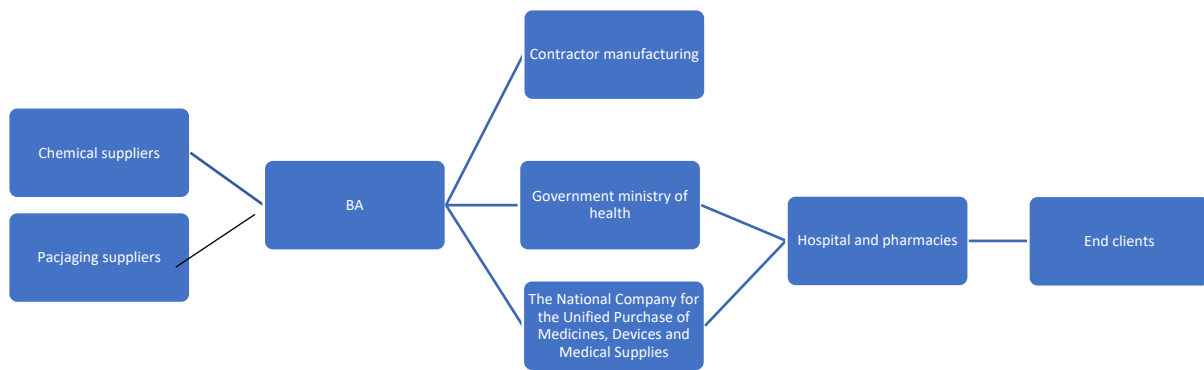 Contractor manufacturing
Chemical suppliers
Pacjaging suppliers
BA
Government ministry of
health
The National Company for
the Unified Purchase of
Medicines, Devices and
Medical Supplies
Hospital and pharmacies
End clients